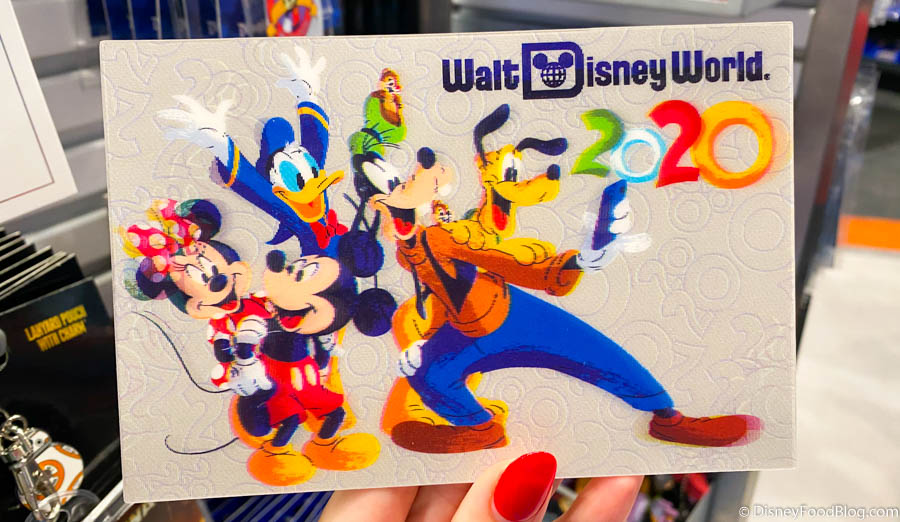 Walt Disney World®
2020
LANYARD POUCH
WITH CHARM
©DisneyFoodBlog.com